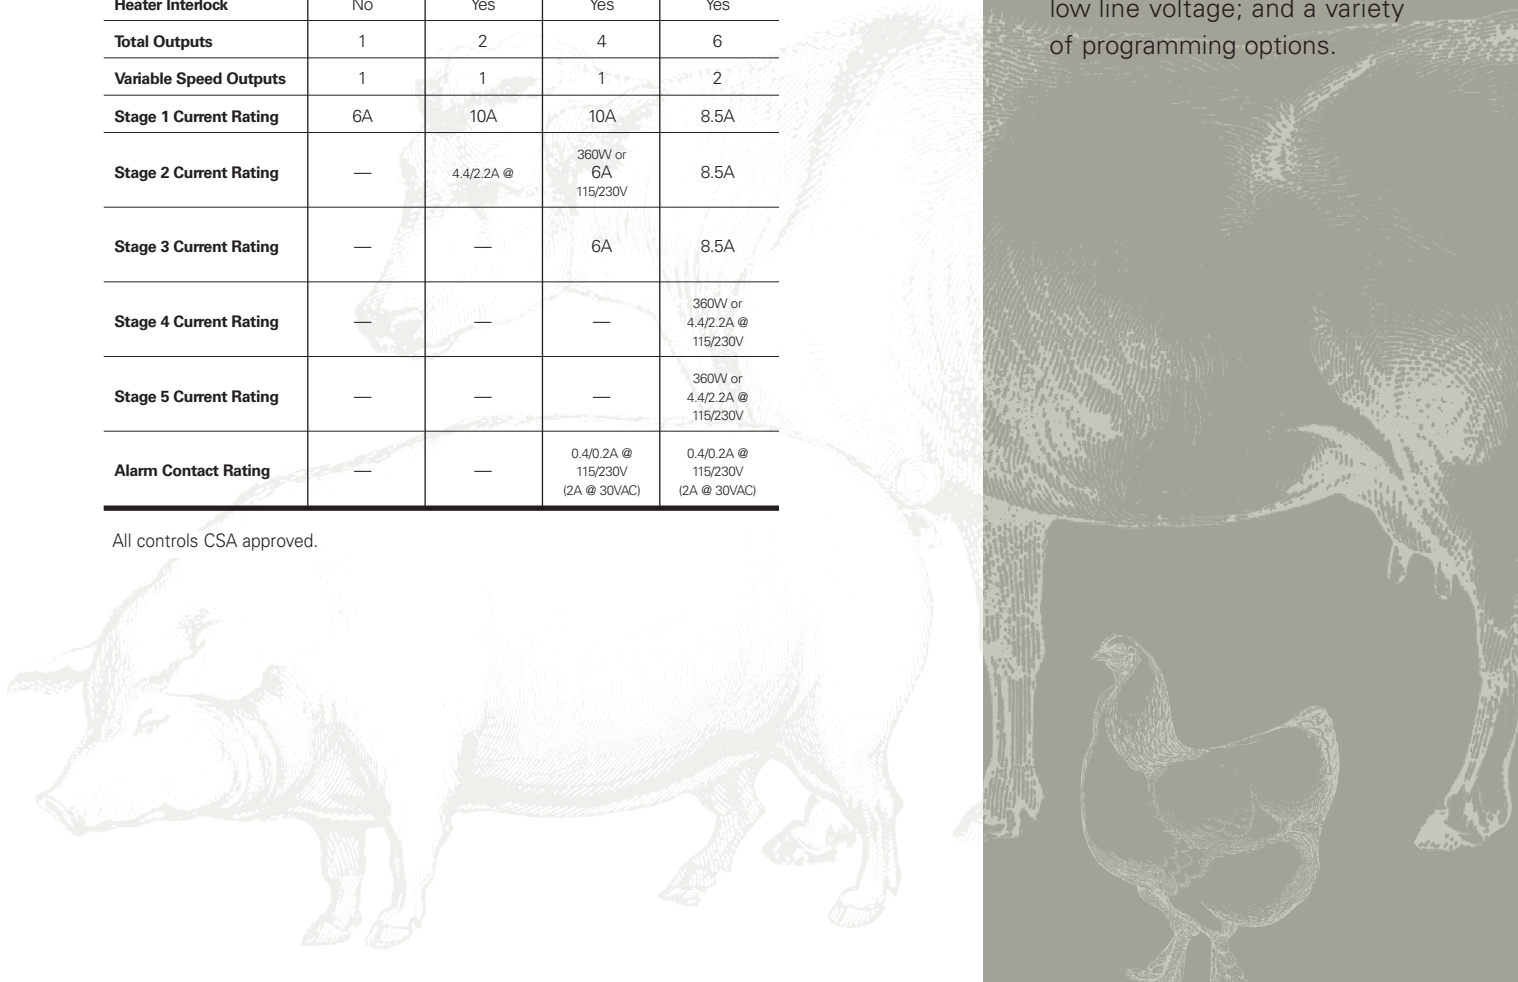 Heater Interlock No Yes Yes Yes
Total Outputs 1 2 4 6
Variable Speed Outputs 1 1 1 2
Stage 1 Current Rating 6A 10A 10A 8.5A
Stage 2 Current Rating — 4.4/2.2A @ 360W or 6A 115/230V 8.5A
Stage 3 Current Rating — — 6A 8.5A
Stage 4 Current Rating — — — 360W or 4.4/2.2A @ 115/230V
Stage 5 Current Rating — — — 360W or 4.4/2.2A @ 115/230V
Alarm Contact Rating — — 0.4/0.2A @ 115/230V (2A @ 30VAC) 0.4/0.2A @ 115/230V (2A @ 30VAC)
All controls CSA approved.
low line voltage; and a variety
of programming options.